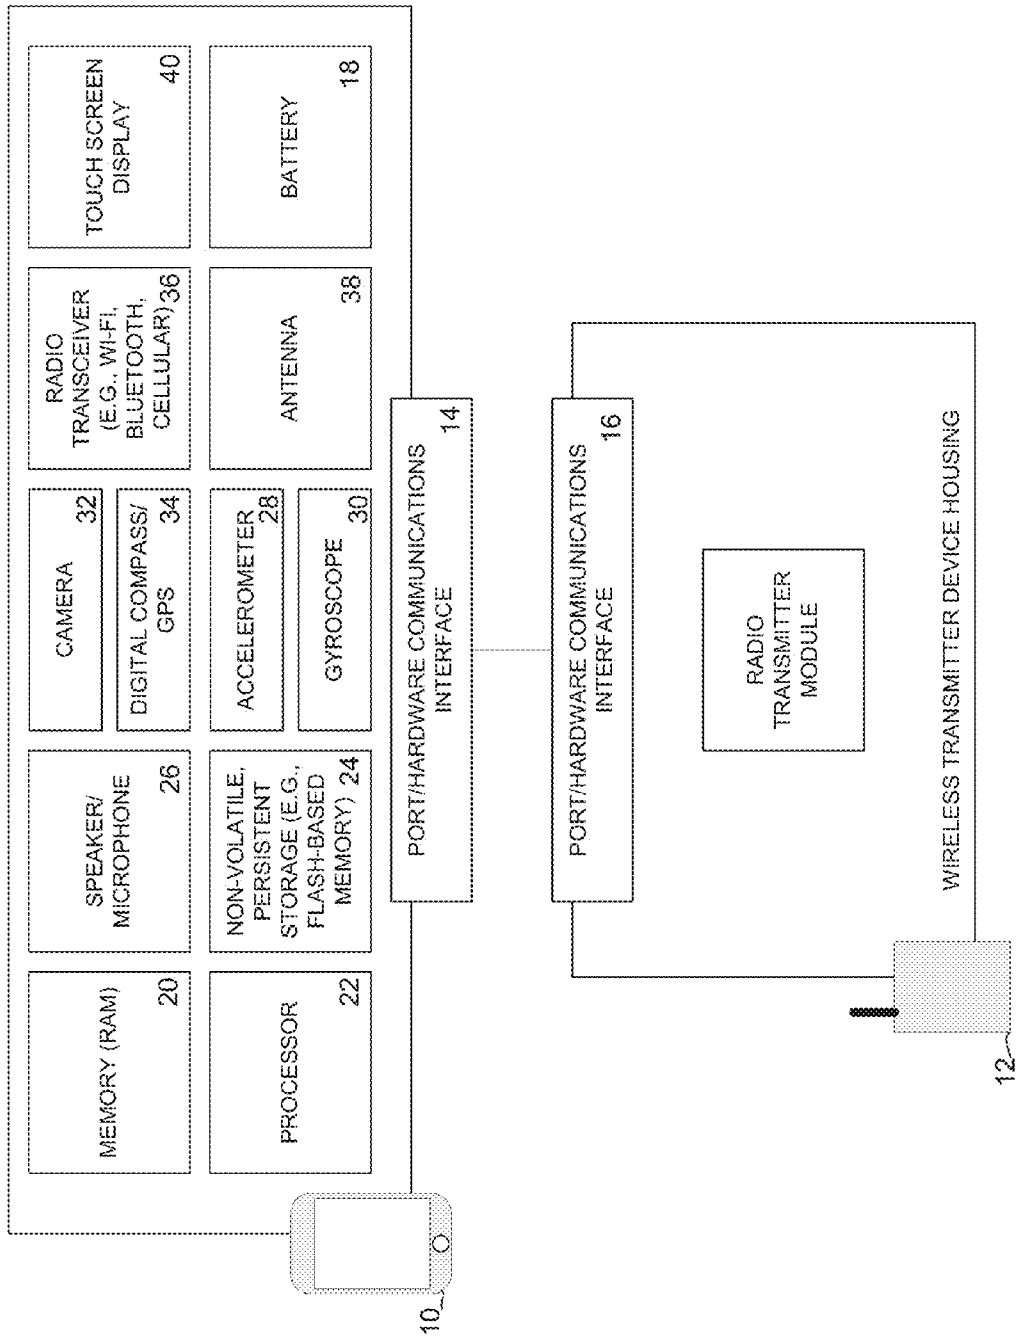 MEMORY (RAM)
20
SPEAKER/
MICROPHONE
26
CAMERA
32
DIGITAL COMPASS/
GPS
34
RADIO
TRANSCEIVER
(E.G., WI-FI,
BLUETOOTH,
CELLULAR)
36
TOUCH SCREEN
DISPLAY
40
PROCESSOR
22
NON-VOLATILE,
PERSISTENT
STORAGE (E.G.,
FLASH-BASED
MEMORY)
24
ACCELEROMETER
28
GYROSCOPE
30
ANTENNA
38
BATTERY
18
10
PORT/HARDWARE COMMUNICATIONS
INTERFACE
14
PORT/HARDWARE COMMUNICATIONS
INTERFACE
16
RADIO
TRANSMITTER
MODULE
WIRELESS TRANSMITTER DEVICE HOUSING
12